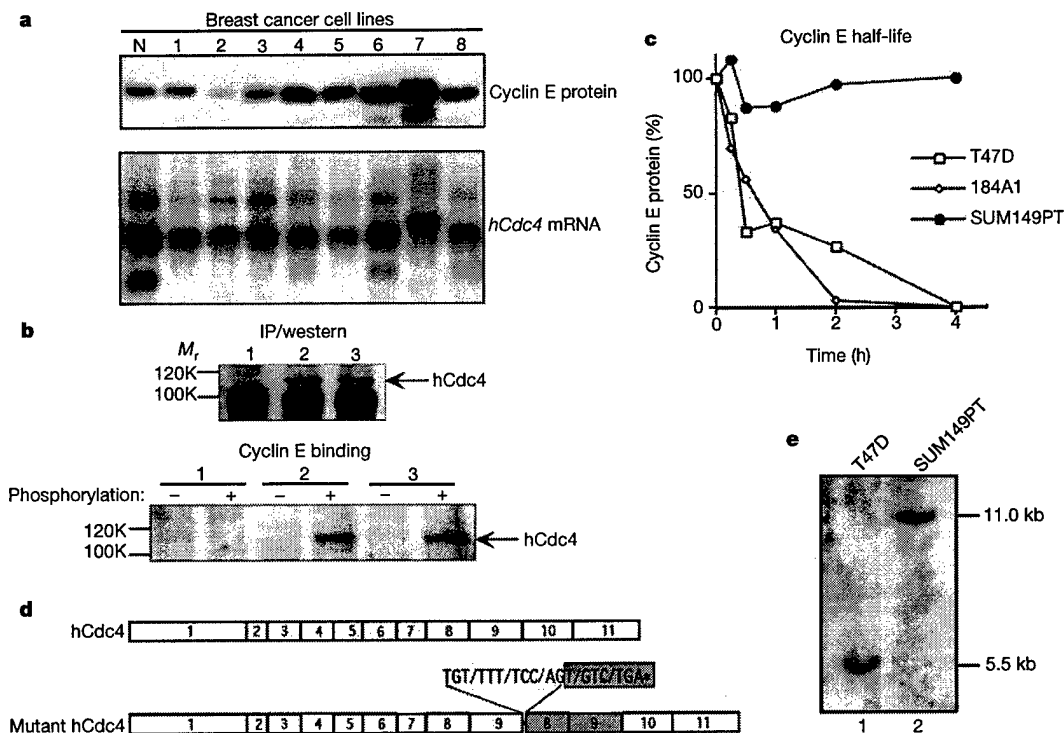 a
Breast cancer cell lines
N 1 2 3 4 5 6 7 8
Cyclin E protein
hCdc4 mRNA
b
IP/western
Mr 1 2 3
120K
100K
hCdc4
Cyclin E binding
1 2 3
Phosphorylation: – + – + – +
120K
100K
hCdc4
c
Cyclin E half-life
100
50
0
Cyclin E protein (%)
0 1 2 3 4
Time (h)
T47D
184A1
SUM149PT
d
hCdc4
1 2 3 4 5 6 7 8 9 10 11
TGT/TTT/TCC/AGT/GTC/TGA*
Mutant hCdc4
1 2 3 4 5 6 7 8 9 8 9 10 11
e
T47D SUM149PT
11.0 kb
5.5 kb
1 2